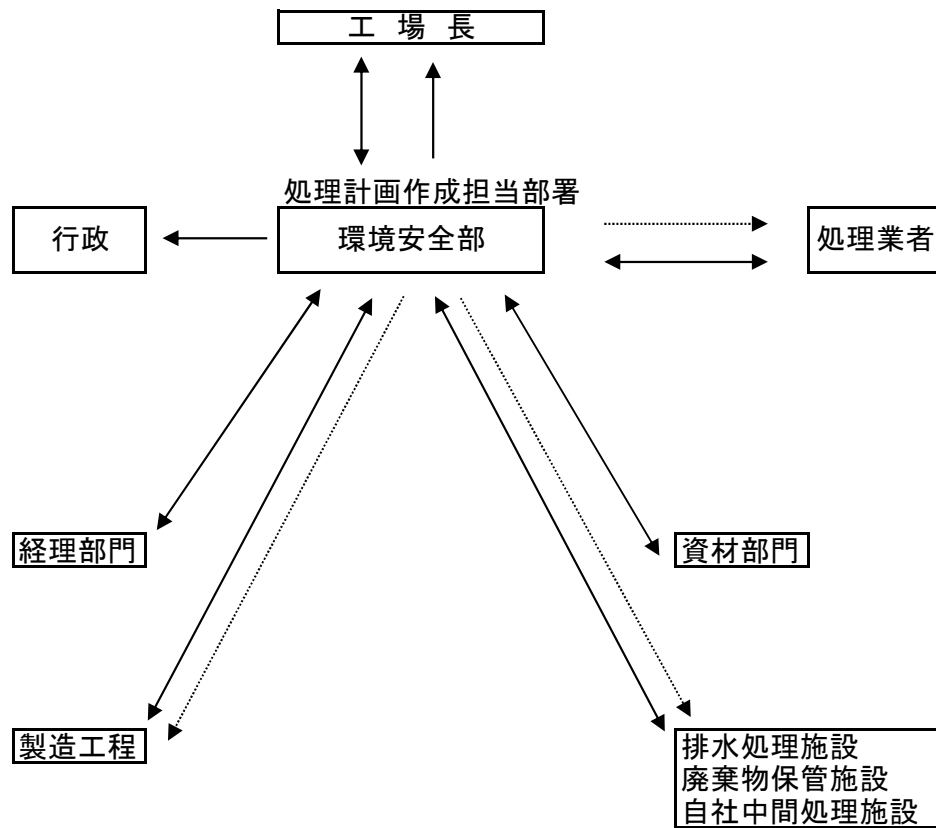 工 場 長
処理計画作成担当部署
行政
環境安全部
処理業者
経理部門
資材部門
製造工程
排水処理施設
廃棄物保管施設
自社中間処理施設